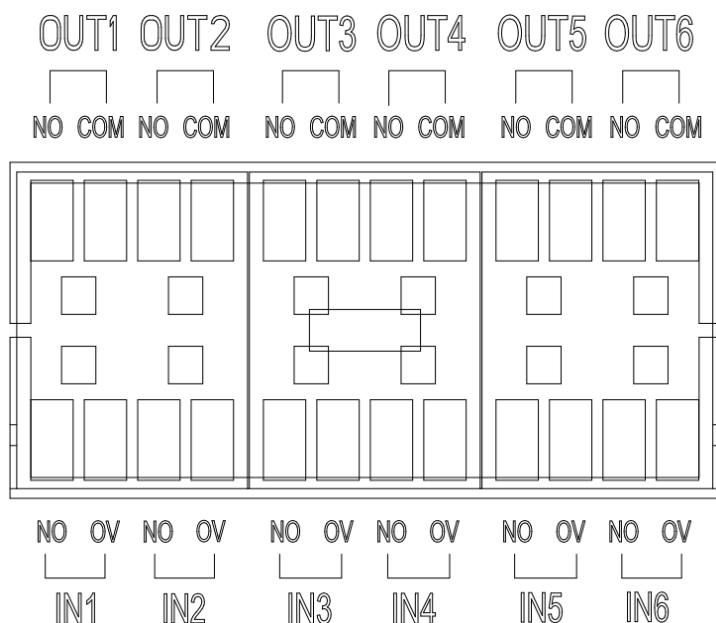 OUT1 OUT2 OUT3 OUT4 OUT5 OUT6
NO COM NO COM NO COM NO COM NO COM NO COM
NO OV NO OV NO OV NO OV NO OV NO OV
IN1 IN2 IN3 IN4 IN5 IN6